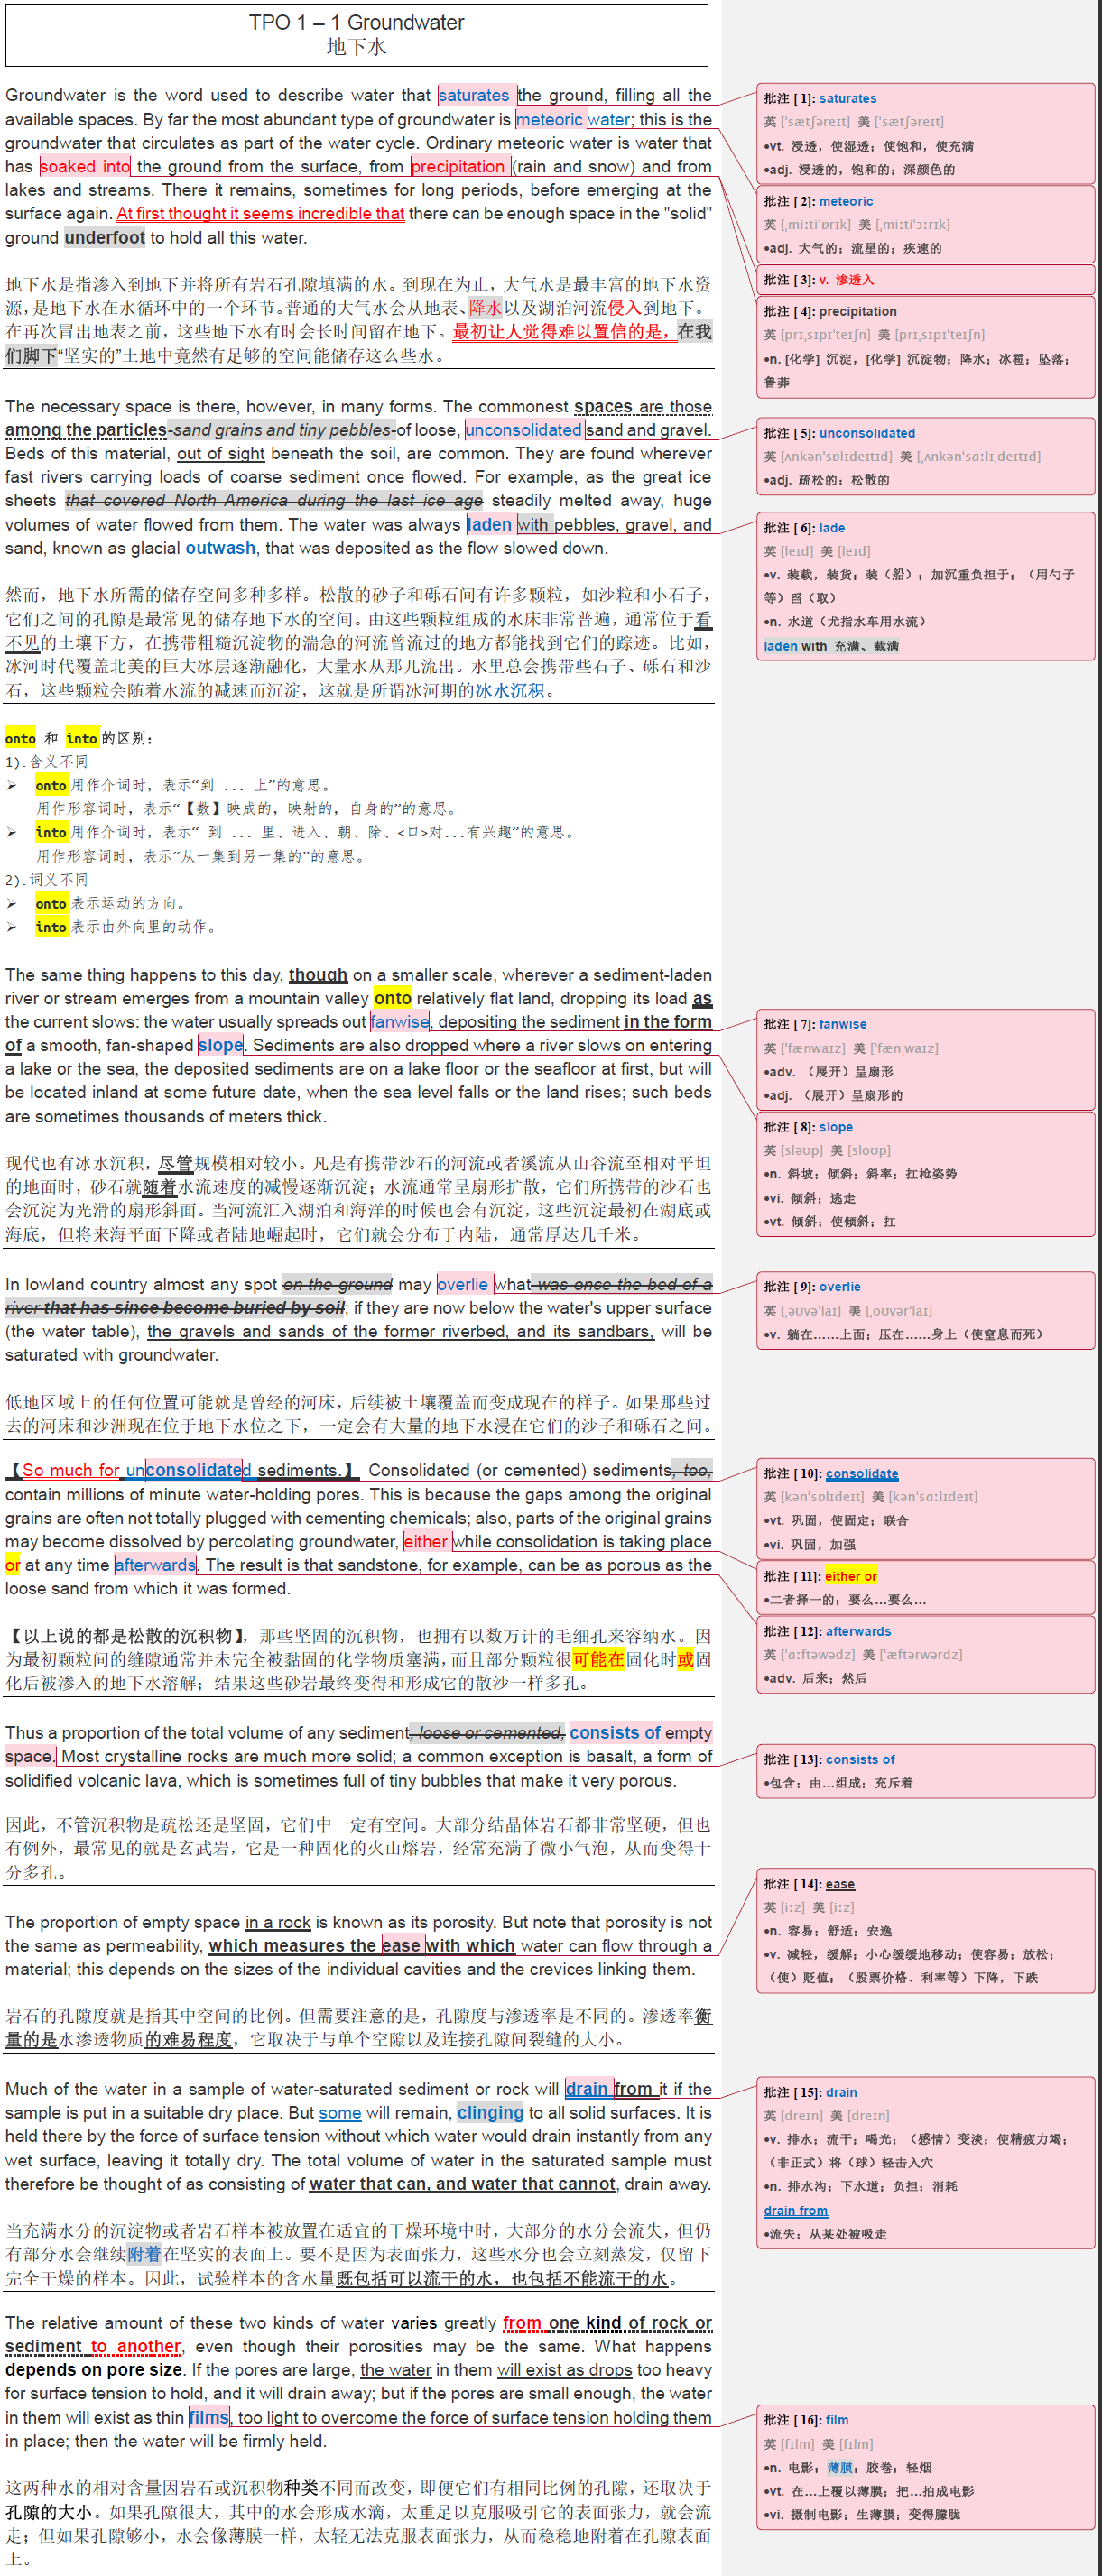 TPO 1 – 1 Groundwater
地下水
Groundwater is the word used to describe water that saturates the ground, filling all the
available spaces. By far the most abundant type of groundwater is meteoric water; this is the
groundwater that circulates as part of the water cycle. Ordinary meteoric water is water that
has soaked into the ground from the surface, from precipitation (rain and snow) and from
lakes and streams. There it remains, sometimes for long periods, before emerging at the
surface again. At first thought it seems incredible that there can be enough space in the "solid"
ground underfoot to hold all this water.
地下水是指渗入到地下并将所有岩石孔隙填满的水。到现在为止，大气水是最丰富的地下水资
源，是地下水在水循环中的一个环节。普通的大气水会从地表、降水以及湖泊河流侵入到地下。
在再次冒出地表之前，这些地下水有时会长时间留在地下。最初让人觉得难以置信的是，在我
们脚下“坚实的”土地中竟然有足够的空间能储存这么些水。
The necessary space is there, however, in many forms. The commonest spaces are those
among the particles-sand grains and tiny pebbles-of loose, unconsolidated sand and gravel.
Beds of this material, out of sight beneath the soil, are common. They are found wherever
fast rivers carrying loads of coarse sediment once flowed. For example, as the great ice
sheets that covered North America during the last ice age steadily melted away, huge
volumes of water flowed from them. The water was always laden with pebbles, gravel, and
sand, known as glacial outwash, that was deposited as the flow slowed down.
然而，地下水所需的储存空间多种多样。松散的砂子和砾石间有许多颗粒，如沙粒和小石子，
它们之间的孔隙是最常见的储存地下水的空间。由这些颗粒组成的水床非常普遍，通常位于看
不见的土壤下方，在携带粗糙沉淀物的湍急的河流曾流过的地方都能找到它们的踪迹。比如，
冰河时代覆盖北美的巨大冰层逐渐融化，大量水从那儿流出。水里总会携带些石子、砾石和沙
石，这些颗粒会随着水流的减速而沉淀，这就是所谓冰河期的冰水沉积。
onto 和 into 的区别：
1).含义不同
➢ onto 用作介词时，表示“到 ... 上”的意思。
用作形容词时，表示“【数】映成的，映射的，自身的”的意思。
➢ into 用作介词时，表示“ 到 ... 里、进入、朝、除、<口>对...有兴趣”的意思。
用作形容词时，表示“从一集到另一集的”的意思。
2).词义不同
➢ onto 表示运动的方向。
➢ into 表示由外向里的动作。
The same thing happens to this day, though on a smaller scale, wherever a sediment-laden
river or stream emerges from a mountain valley onto relatively flat land, dropping its load as
the current slows: the water usually spreads out fanwise, depositing the sediment in the form
of a smooth, fan-shaped slope. Sediments are also dropped where a river slows on entering
a lake or the sea, the deposited sediments are on a lake floor or the seafloor at first, but will
be located inland at some future date, when the sea level falls or the land rises; such beds
are sometimes thousands of meters thick.
现代也有冰水沉积，尽管规模相对较小。凡是有携带沙石的河流或者溪流从山谷流至相对平坦
的地面时，砂石就随着水流速度的减慢逐渐沉淀；水流通常呈扇形扩散，它们所携带的沙石也
会沉淀为光滑的扇形斜面。当河流汇入湖泊和海洋的时候也会有沉淀，这些沉淀最初在湖底或
海底，但将来海平面下降或者陆地崛起时，它们就会分布于内陆，通常厚达几千米。
In lowland country almost any spot on the ground may overlie what was once the bed of a
river that has since become buried by soil; if they are now below the water's upper surface
(the water table), the gravels and sands of the former riverbed, and its sandbars, will be
saturated with groundwater.
低地区域上的任何位置可能就是曾经的河床，后续被土壤覆盖而变成现在的样子。如果那些过
去的河床和沙洲现在位于地下水位之下，一定会有大量的地下水浸在它们的沙子和砾石之间。
【So much for unconsolidated sediments.】 Consolidated (or cemented) sediments, too,
contain millions of minute water-holding pores. This is because the gaps among the original
grains are often not totally plugged with cementing chemicals; also, parts of the original grains
may become dissolved by percolating groundwater, either while consolidation is taking place
or at any time afterwards. The result is that sandstone, for example, can be as porous as the
loose sand from which it was formed.
【以上说的都是松散的沉积物】，那些坚固的沉积物，也拥有以数万计的毛细孔来容纳水。因
为最初颗粒间的缝隙通常并未完全被黏固的化学物质塞满，而且部分颗粒很可能在固化时或固
化后被渗入的地下水溶解；结果这些砂岩最终变得和形成它的散沙一样多孔。
Thus a proportion of the total volume of any sediment, loose or cemented, consists of empty
space. Most crystalline rocks are much more solid; a common exception is basalt, a form of
solidified volcanic lava, which is sometimes full of tiny bubbles that make it very porous.
因此，不管沉积物是疏松还是坚固，它们中一定有空间。大部分结晶体岩石都非常坚硬，但也
有例外，最常见的就是玄武岩，它是一种固化的火山熔岩，经常充满了微小气泡，从而变得十
分多孔。
The proportion of empty space in a rock is known as its porosity. But note that porosity is not
the same as permeability, which measures the ease with which water can flow through a
material; this depends on the sizes of the individual cavities and the crevices linking them.
岩石的孔隙度就是指其中空间的比例。但需要注意的是，孔隙度与渗透率是不同的。渗透率衡
量的是水渗透物质的难易程度，它取决于与单个空隙以及连接孔隙间裂缝的大小。
Much of the water in a sample of water-saturated sediment or rock will drain from it if the
sample is put in a suitable dry place. But some will remain, clinging to all solid surfaces. It is
held there by the force of surface tension without which water would drain instantly from any
wet surface, leaving it totally dry. The total volume of water in the saturated sample must
therefore be thought of as consisting of water that can, and water that cannot, drain away.
当充满水分的沉淀物或者岩石样本被放置在适宜的干燥环境中时，大部分的水分会流失，但仍
有部分水会继续附着在坚实的表面上。要不是因为表面张力，这些水分也会立刻蒸发，仅留下
完全干燥的样本。因此，试验样本的含水量既包括可以流干的水，也包括不能流干的水。
The relative amount of these two kinds of water varies greatly from one kind of rock or
sediment to another, even though their porosities may be the same. What happens
depends on pore size. If the pores are large, the water in them will exist as drops too heavy
for surface tension to hold, and it will drain away; but if the pores are small enough, the water
in them will exist as thin films, too light to overcome the force of surface tension holding them
in place; then the water will be firmly held.
这两种水的相对含量因岩石或沉积物种类不同而改变，即便它们有相同比例的孔隙，还取决于
孔隙的大小。如果孔隙很大，其中的水会形成水滴，太重足以克服吸引它的表面张力，就会流
走；但如果孔隙够小，水会像薄膜一样，太轻无法克服表面张力，从而稳稳地附着在孔隙表面
上。
批注 [ 1]: saturates
英 ['sætʃəreɪt] 美 ['sætʃəreɪt]
•vt. 浸透，使湿透；使饱和，使充满
•adj. 浸透的，饱和的；深颜色的
批注 [ 2]: meteoric
英 [ˌmiːti'ɒrɪk] 美 [ˌmiːti'ɔːrɪk]
•adj. 大气的；流星的；疾速的
批注 [ 3]: v. 渗透入
批注 [ 4]: precipitation
英 [prɪˌsɪpɪ'teɪʃn] 美 [prɪˌsɪpɪ'teɪʃn]
•n. [化学] 沉淀，[化学] 沉淀物；降水；冰雹；坠落；
鲁莽
批注 [ 5]: unconsolidated
英 [ʌnkən'sɒlɪdeɪtɪd] 美 [ˌʌnkən'sɑːlɪˌdeɪtɪd]
•adj. 疏松的；松散的
批注 [ 6]: lade
英 [leɪd] 美 [leɪd]
•v. 装载，装货；装（船）；加沉重负担于；（用勺子
等）舀（取）
•n. 水道（尤指水车用水流）
laden with 充满、载满
批注 [ 7]: fanwise
英 ['fænwaɪz] 美 ['fænˌwaɪz]
•adv. （展开）呈扇形
•adj. （展开）呈扇形的
批注 [ 8]: slope
英 [sləʊp] 美 [sloʊp]
•n. 斜坡；倾斜；斜率；扛枪姿势
•vi. 倾斜；逃走
•vt. 倾斜；使倾斜；扛
批注 [ 9]: overlie
英 [ˌəʊvə'laɪ] 美 [ˌoʊvər'laɪ]
•v. 躺在……上面；压在……身上（使窒息而死）
批注 [ 10]: consolidate
英 [kən'sɒlɪdeɪt] 美 [kən'sɑːlɪdeɪt]
•vt. 巩固，使固定；联合
•vi. 巩固，加强
批注 [ 11]: either or
•二者择一的；要么...要么...
批注 [ 12]: afterwards
英 ['ɑːftəwədz] 美 ['æftərwərdz]
•adv. 后来；然后
批注 [ 13]: consists of
•包含；由...组成；充斥着
批注 [ 14]: ease
英 [iːz] 美 [iːz]
•n. 容易；舒适；安逸
•v. 减轻，缓解；小心缓缓地移动；使容易；放松；
（使）贬值；（股票价格、利率等）下降，下跌
批注 [ 15]: drain
英 [dreɪn] 美 [dreɪn]
•v. 排水；流干；喝光；（感情）变淡；使精疲力竭；
（非正式）将（球）轻击入穴
•n. 排水沟；下水道；负担；消耗
drain from
•流失；从某处被吸走
批注 [ 16]: film
英 [fɪlm] 美 [fɪlm]
•n. 电影；薄膜；胶卷；轻烟
•vt. 在...上覆以薄膜；把...拍成电影
•vi. 摄制电影；生薄膜；变得朦胧